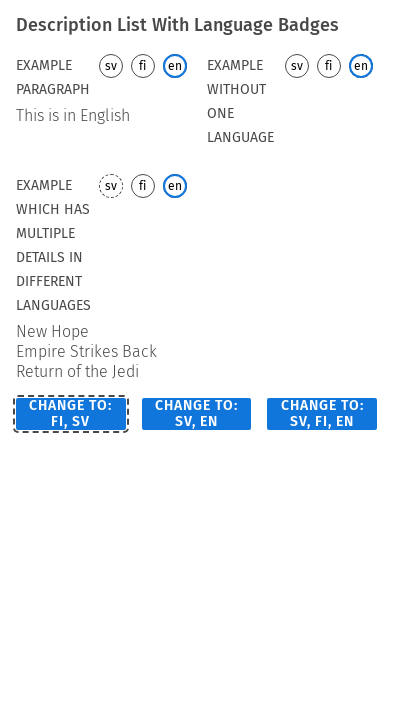 Description List With Language Badges
EXAMPLE PARAGRAPH
sv fi en
This is in English
EXAMPLE WITHOUT ONE LANGUAGE
sv fi en
EXAMPLE WHICH HAS MULTIPLE DETAILS IN DIFFERENT LANGUAGES
sv fi en
New Hope
Empire Strikes Back
Return of the Jedi
CHANGE TO: FI, SV
CHANGE TO: SV, EN
CHANGE TO: SV, FI, EN